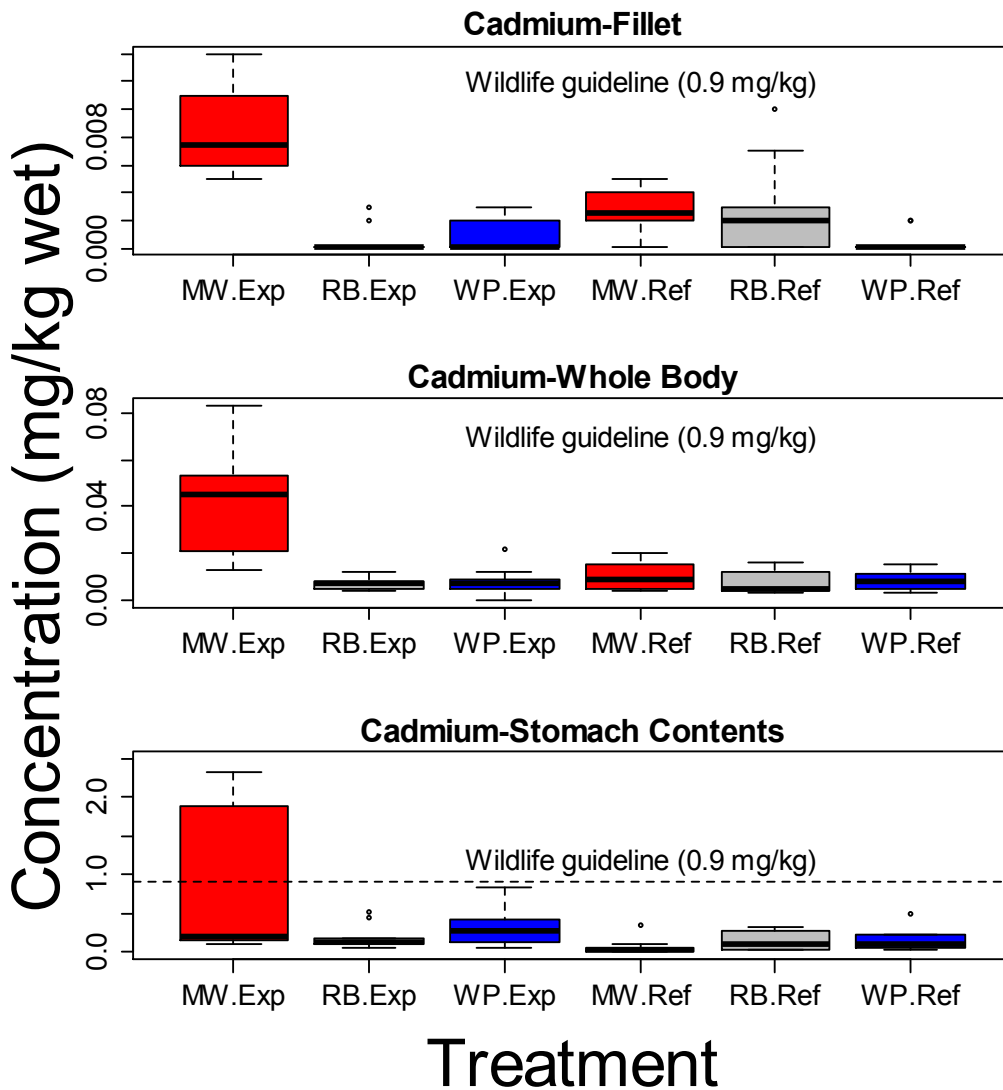 Concentration (mg/kg wet)
Cadmium-Fillet
Wildlife guideline (0.9 mg/kg)
0.008
0.000
MW.Exp RB.Exp WP.Exp MW.Ref RB.Ref WP.Ref
Cadmium-Whole Body
Wildlife guideline (0.9 mg/kg)
0.08
0.04
0.00
MW.Exp RB.Exp WP.Exp MW.Ref RB.Ref WP.Ref
Cadmium-Stomach Contents
Wildlife guideline (0.9 mg/kg)
2.0
1.0
0.0
MW.Exp RB.Exp WP.Exp MW.Ref RB.Ref WP.Ref
Treatment